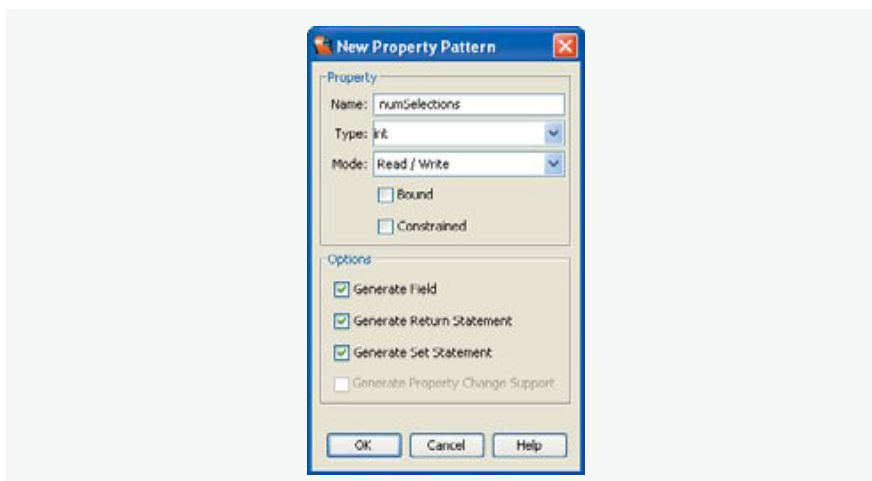 New Property Pattern
Property
Name: numSelections
Type: int
Mode: Read / Write
Bound
Constrained
Options
Generate Field
Generate Return Statement
Generate Set Statement
Generate Property Change Support
OK Cancel Help